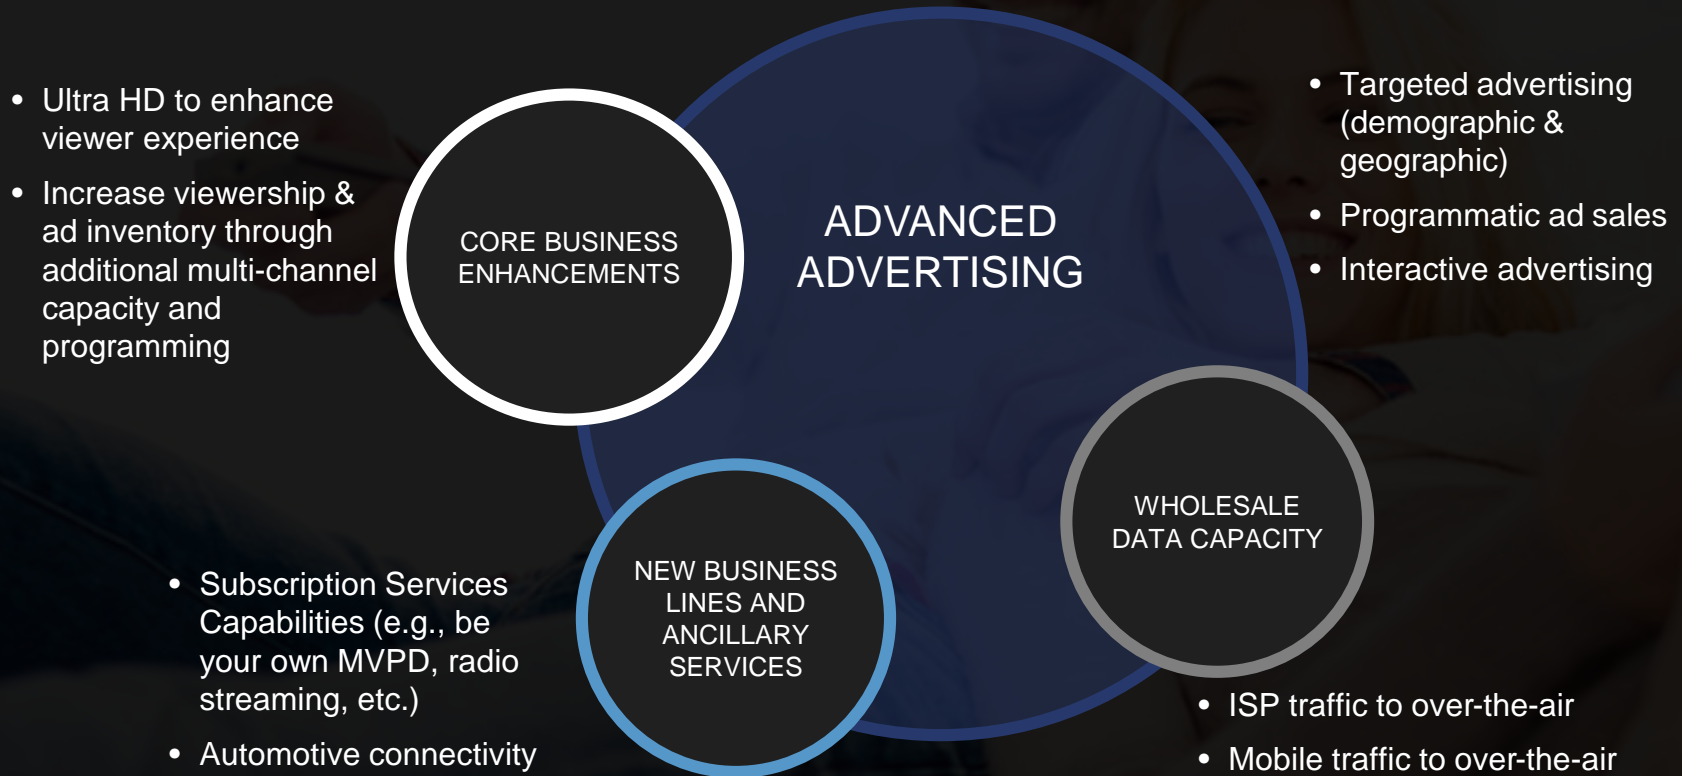 • Ultra HD to enhance
viewer experience
• Increase viewership &
ad inventory through
additional multi-channel
capacity and
programming
CORE BUSINESS
ENHANCEMENTS
ADVANCED
ADVERTISING
• Targeted advertising
(demographic &
geographic)
• Programmatic ad sales
• Interactive advertising
• Subscription Services
Capabilities (e.g., be
your own MVPD, radio
streaming, etc.)
• Automotive connectivity
NEW BUSINESS
LINES AND
ANCILLARY
SERVICES
WHOLESALE
DATA CAPACITY
• ISP traffic to over-the-air
• Mobile traffic to over-the-air